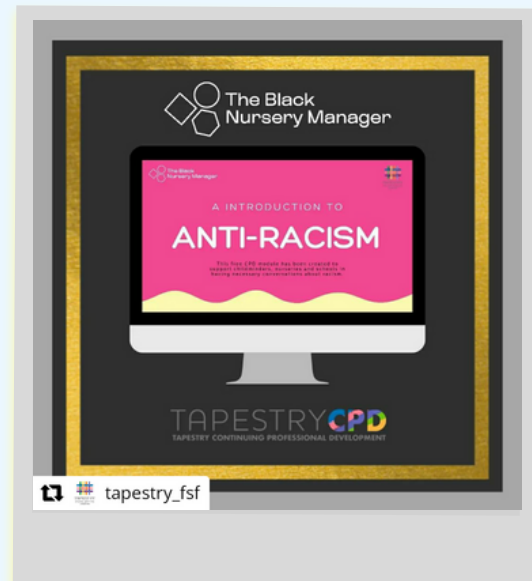 The Black
Nursery Manager
The Black
Nursery Manager
A INTRODUCTION TO
ANTI-RACISM
This free CPD module has been created to
support childminders, nurseries and schools in
having necessary conversations about racism.
TAPESTRYCPD
TAPESTRY CONTINUING PROFESSIONAL DEVELOPMENT
tapestry_fsf